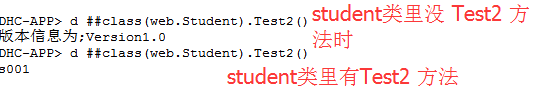 DHC-APP> d ##class(web.Student).Test2()
版本信息为;Version1.0
DHC-APP> d ##class(web.Student).Test2()
s001
student类里没 Test2 方
法时
student类里有Test2 方法